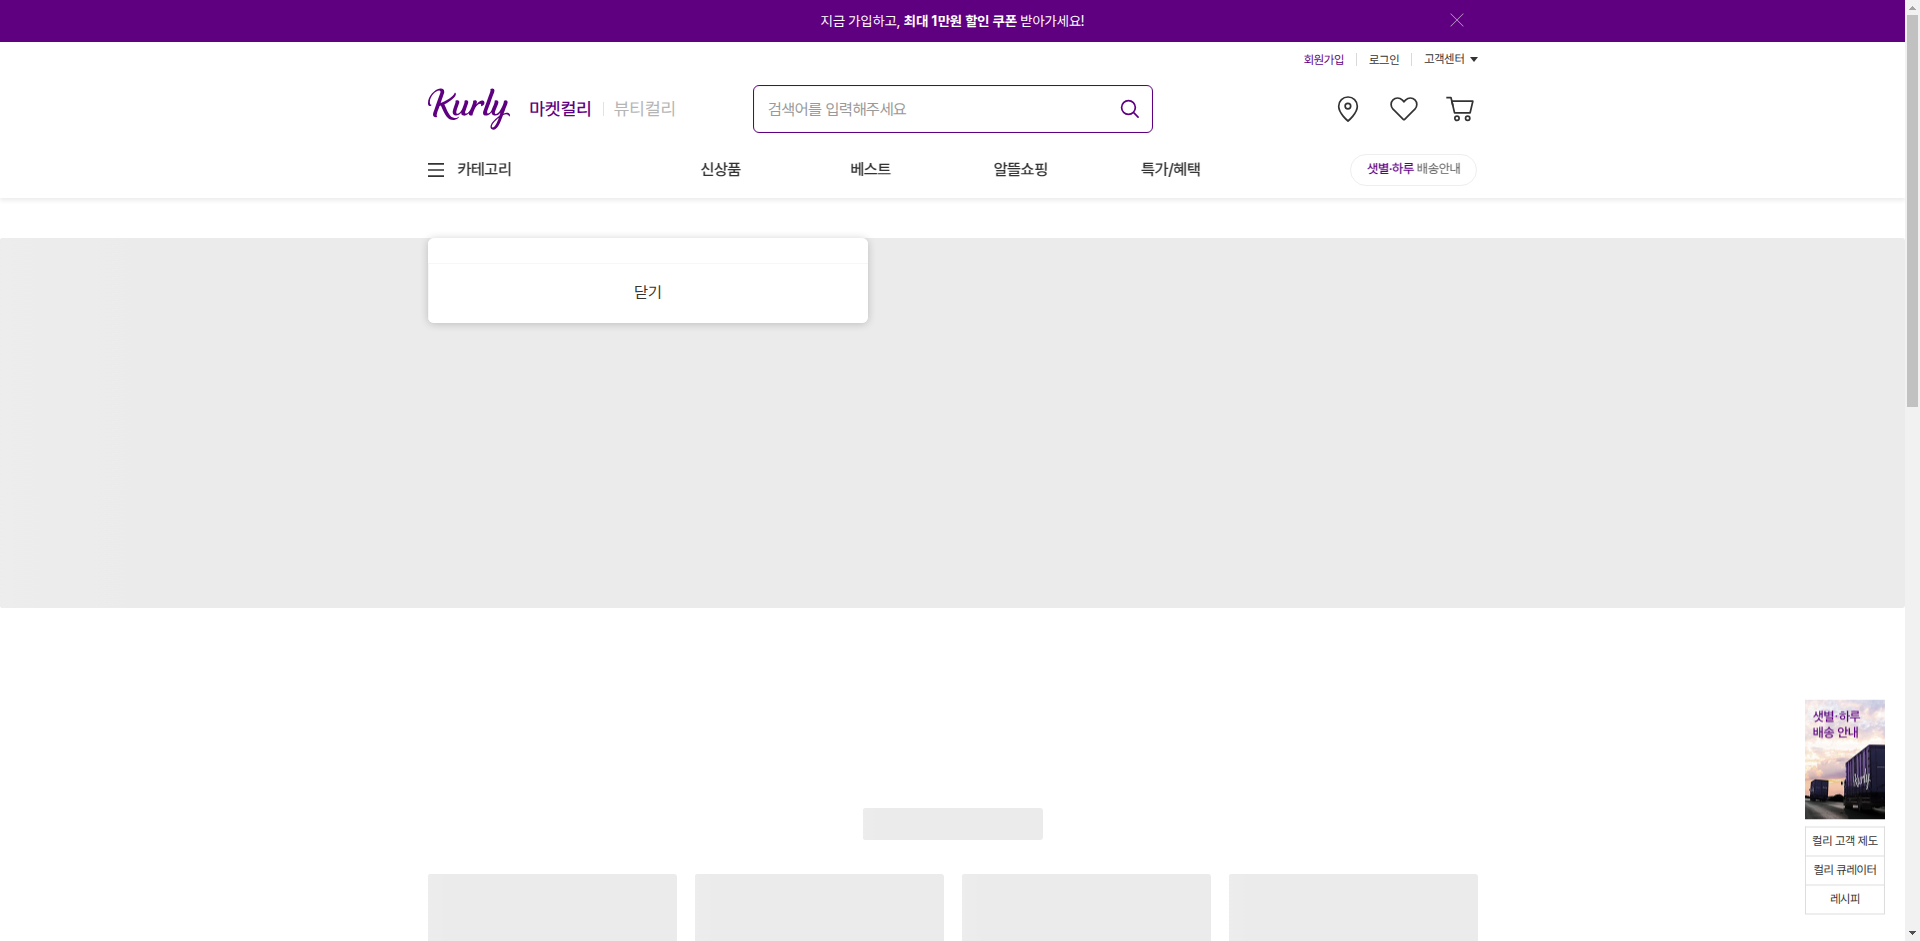 지금 가입하고, 최대 1만원 할인 쿠폰 받아가세요!
회원가입
로그인
고객센터
Kurly
마켓컬리
뷰티컬리
검색어를 입력해주세요
카테고리
신상품
베스트
알뜰쇼핑
특가/혜택
샛별·하루 배송안내
닫기
샛별·하루
배송 안내
Kurly
컬리 고객 제도
컬리 큐레이터
레시피